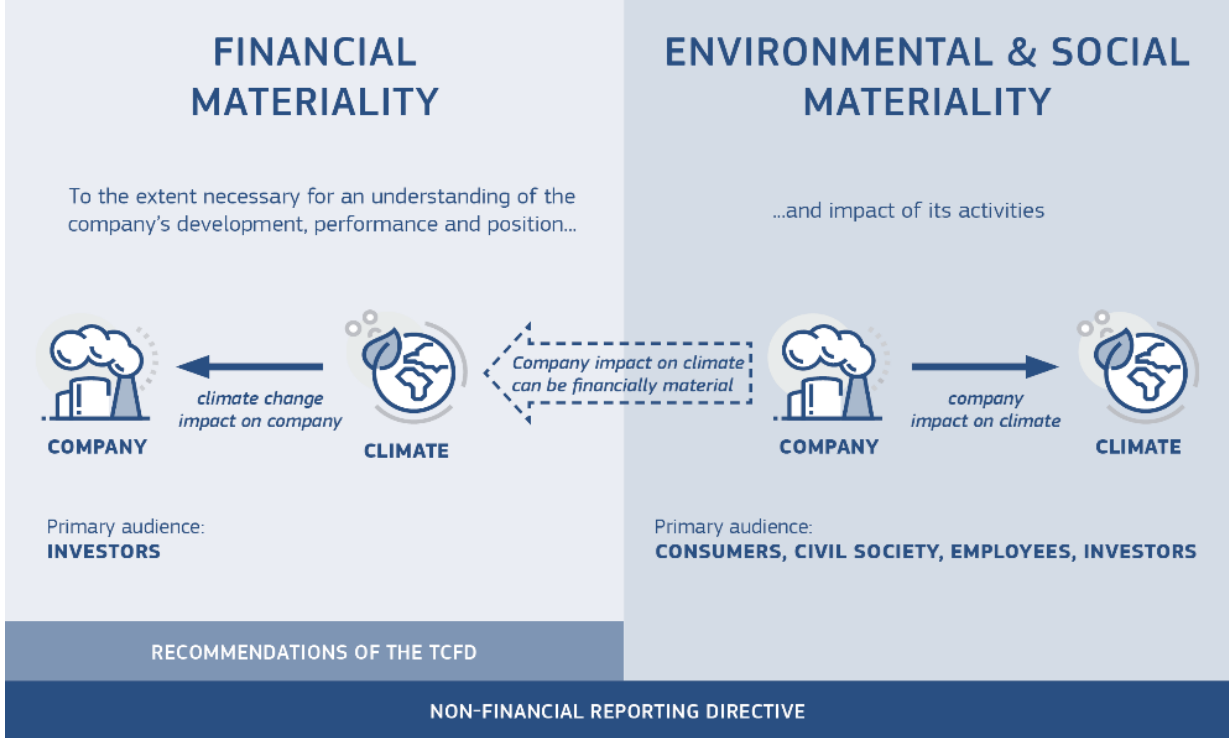 FINANCIAL
MATERIALITY
To the extent necessary for an understanding of the
company's development, performance and position...
climate change
impact on company
COMPANY
CLIMATE
Primary audience:
INVESTORS
RECOMMENDATIONS OF THE TCFD
Company impact on climate
can be financially material
ENVIRONMENTAL & SOCIAL
MATERIALITY
...and impact of its activities
company
impact on climate
COMPANY
CLIMATE
Primary audience:
CONSUMERS, CIVIL SOCIETY, EMPLOYEES, INVESTORS
NON-FINANCIAL REPORTING DIRECTIVE